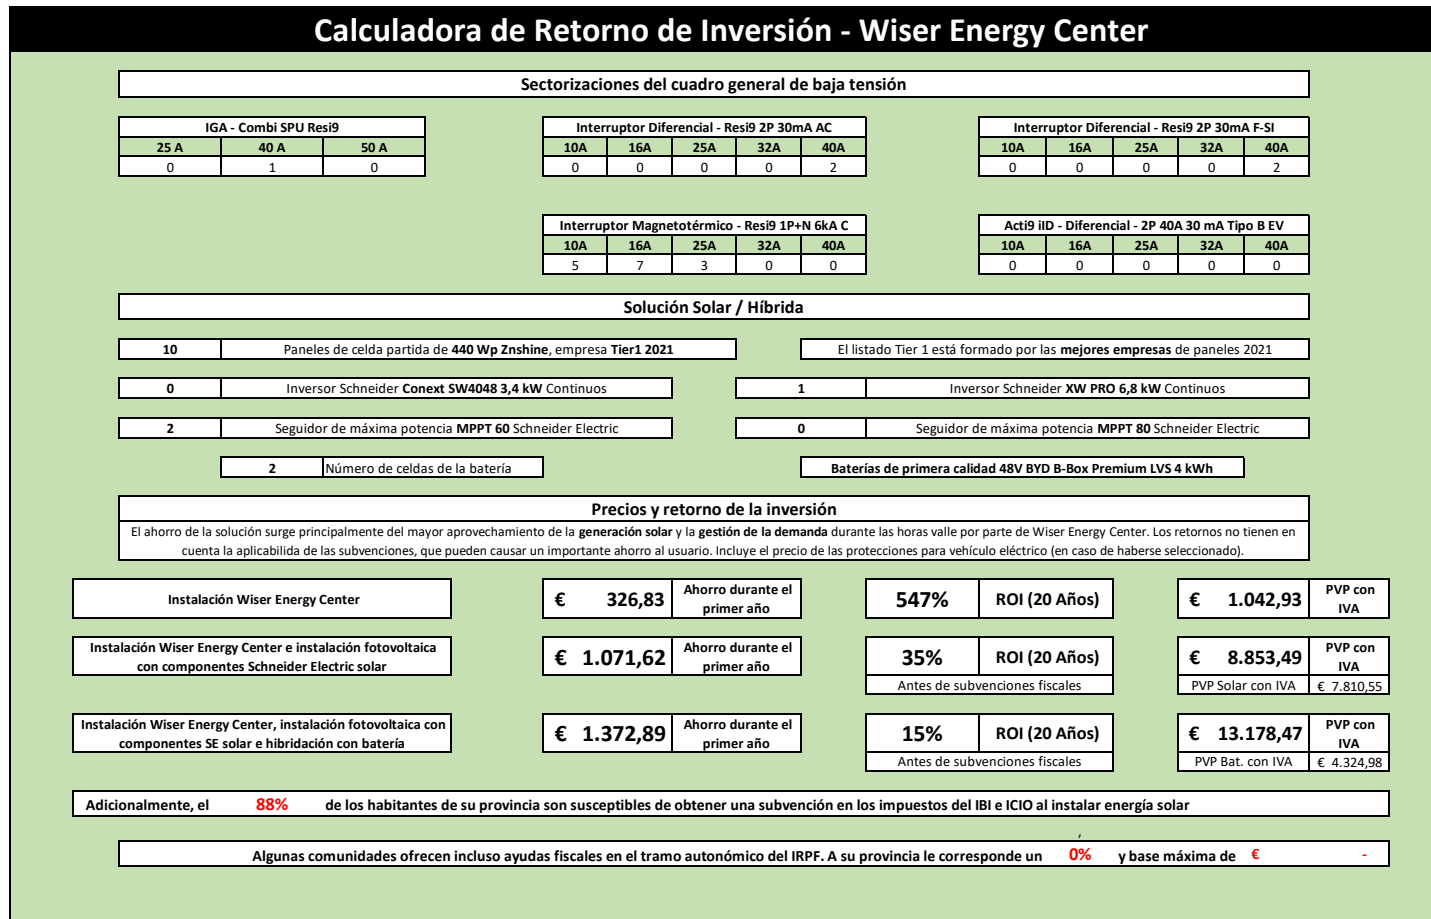 Calculadora de Retorno de Inversión - Wiser Energy Center
Sectorizaciones del cuadro general de baja tensión
IGA - Combi SPU Resi9
25 A 40 A 50 A
0 1 0
Interruptor Diferencial - Resi9 2P 30mA AC
10A 16A 25A 32A 40A
0 0 0 0 2
Interruptor Diferencial - Resi9 2P 30mA F-SI
10A 16A 25A 32A 40A
0 0 0 0 2
Interruptor Magnetotérmico - Resi9 1P+N 6kA C
10A 16A 25A 32A 40A
5 7 3 0 0
Acti9 iID - Diferencial - 2P 40A 30 mA Tipo B EV
10A 16A 25A 32A 40A
0 0 0 0 0
Solución Solar / Híbrida
10 Paneles de celda partida de 440 Wp Znshine, empresa Tier1 2021
El listado Tier 1 está formado por las mejores empresas de paneles 2021
0 Inversor Schneider Conext SW4048 3,4 kW Continuos
1 Inversor Schneider XW PRO 6,8 kW Continuos
2 Seguidor de máxima potencia MPPT 60 Schneider Electric
0 Seguidor de máxima potencia MPPT 80 Schneider Electric
2 Número de celdas de la batería
Baterías de primera calidad 48V BYD B-Box Premium LVS 4 kWh
Precios y retorno de la inversión
El ahorro de la solución surge principalmente del mayor aprovechamiento de la generación solar y la gestión de la demanda durante las horas valle por parte de Wiser Energy Center. Los retornos no tienen en
cuenta la aplicabilida de las subvenciones, que pueden causar un importante ahorro al usuario. Incluye el precio de las protecciones para vehículo eléctrico (en caso de haberse seleccionado).
Instalación Wiser Energy Center
€ 326,83
Ahorro durante el
primer año
547% ROI (20 Años)
€ 1.042,93
PVP con
IVA
Instalación Wiser Energy Center e instalación fotovoltaica
con componentes Schneider Electric solar
€ 1.071,62
Ahorro durante el
primer año
35% ROI (20 Años)
Antes de subvenciones fiscales
€ 8.853,49
PVP con
IVA
PVP Solar con IVA € 7.810,55
Instalación Wiser Energy Center, instalación fotovoltaica con
componentes SE solar e hibridación con batería
€ 1.372,89
Ahorro durante el
primer año
15% ROI (20 Años)
Antes de subvenciones fiscales
€ 13.178,47
PVP con
IVA
PVP Bat. con IVA € 4.324,98
Adicionalmente, el 88% de los habitantes de su provincia son susceptibles de obtener una subvención en los impuestos del IBI e ICIO al instalar energía solar
,
Algunas comunidades ofrecen incluso ayudas fiscales en el tramo autonómico del IRPF. A su provincia le corresponde un 0% y base máxima de € -